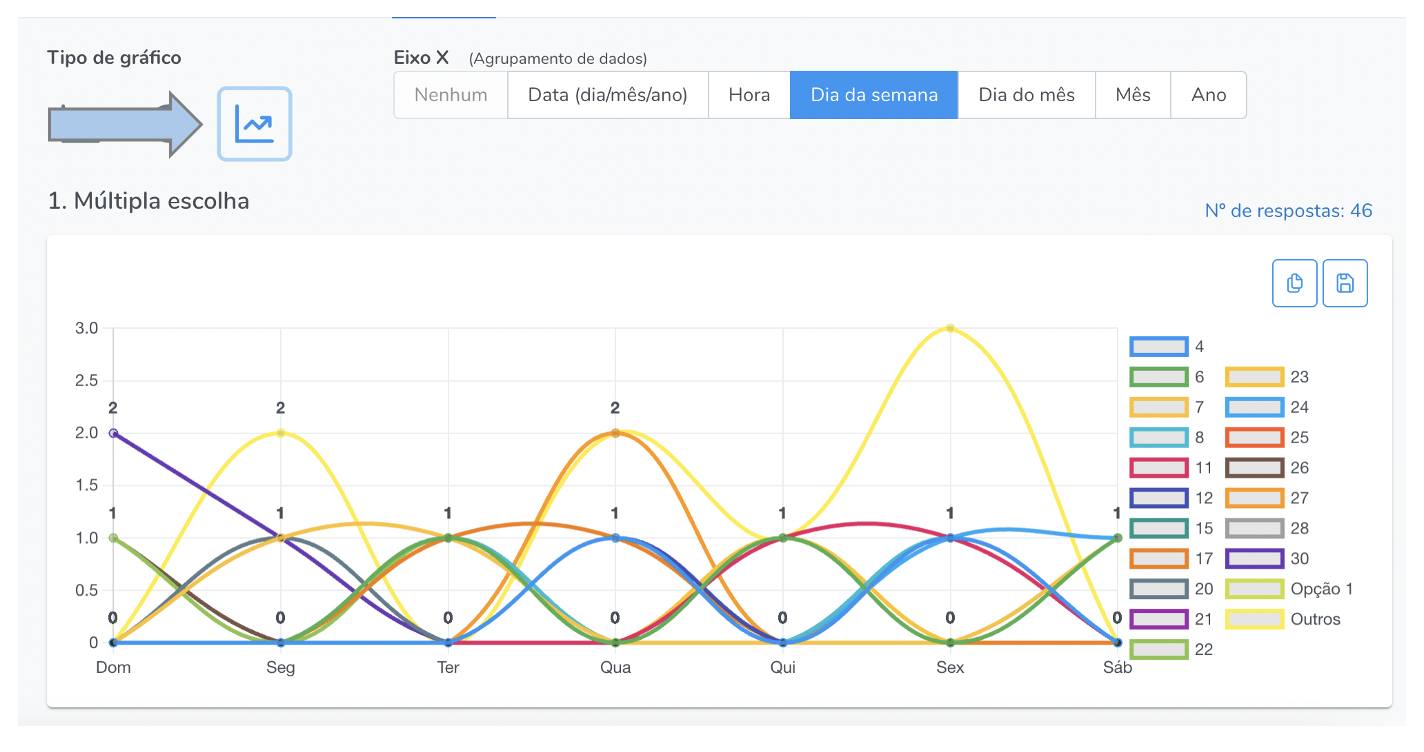 Tipo de gráfico
Eixo X (Agrupamento de dados)
Nenhum Data (dia/mês/ano) Hora Dia da semana Dia do mês Mês Ano
1. Múltipla escolha
Nº de respostas: 46
3.0
2.5
2.0
1.5
1.0
0.5
0
2 2 2
1 1 1 1 1 1 1
0 0 0 0 0 0 0
Dom Seg Ter Qua Qui Sex Sáb
4
6 23
7 24
8 25
11 26
12 27
15 28
17 30
20 Opção 1
21 Outros
22